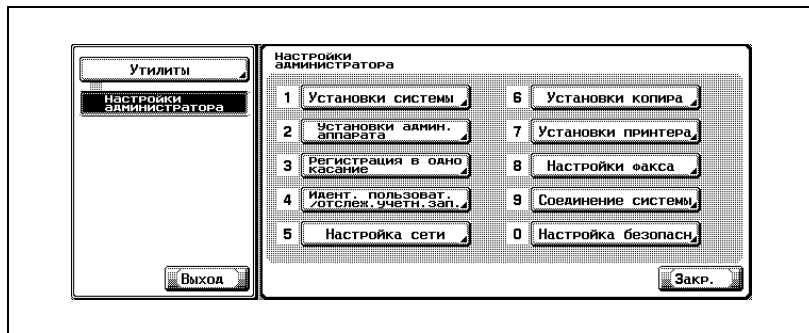 Утилиты
Настройки
администратора
Выход
Настройки
администратора
1 Установки системы
2 Установки админ.
аппарата
3 Регистрация в одно
касание
4 Идент. пользоват.
/отслеж.учетн.зап.
5 Настройка сети
6 Установки копира
7 Установки принтера
8 Настройки факса
9 Соединение системы
0 Настройка безопасн
Закр.